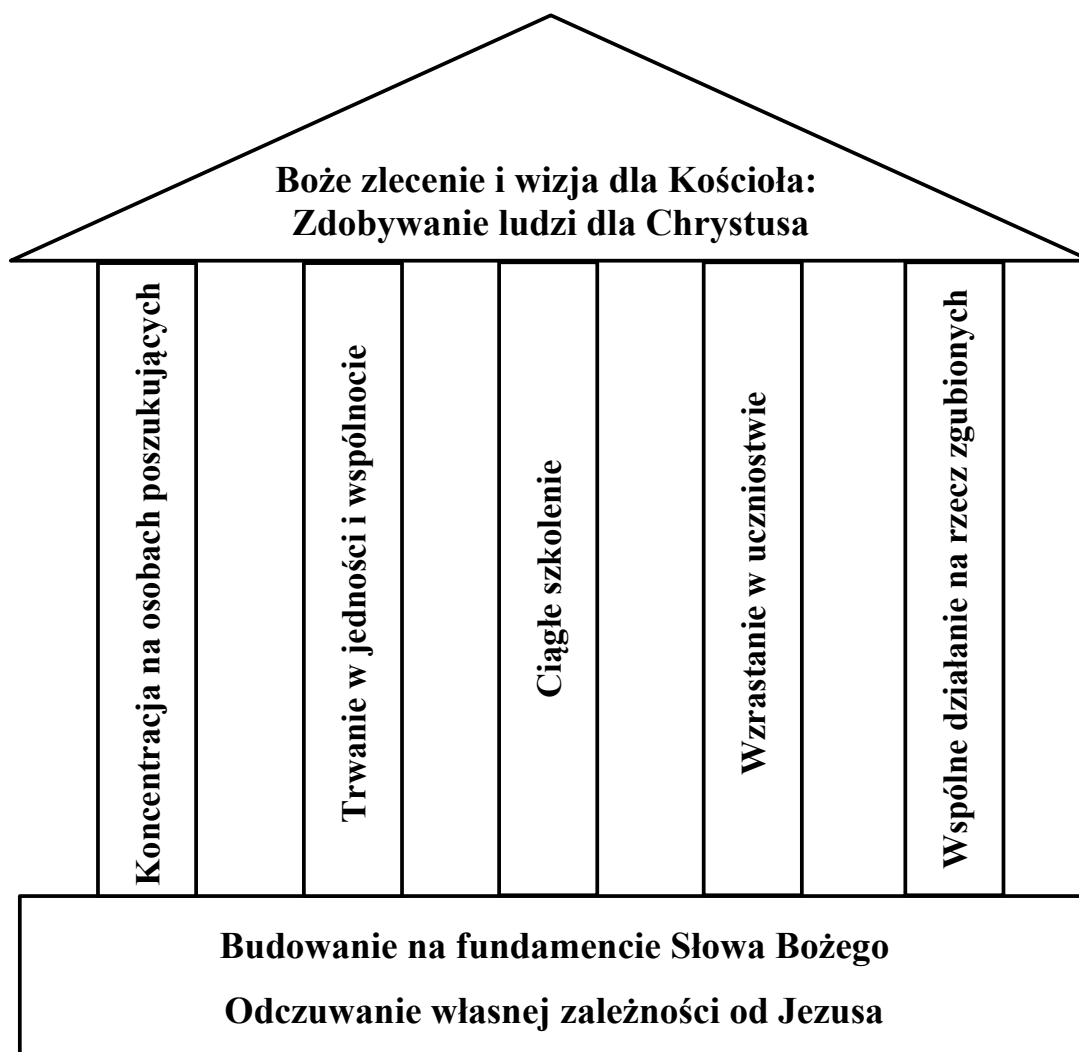 Boże zlecenie i wizja dla Kościoła:
Zdobywanie ludzi dla Chrystusa
Koncentracja na osobach poszukujących
Trwanie w jedności i wspólnocie
Ciągłe szkolenie
Wzrastanie w uczniostwie
Wspólne działanie na rzecz zgubionych
Budowanie na fundamencie Słowa Bożego
Odczuwanie własnej zależności od Jezusa